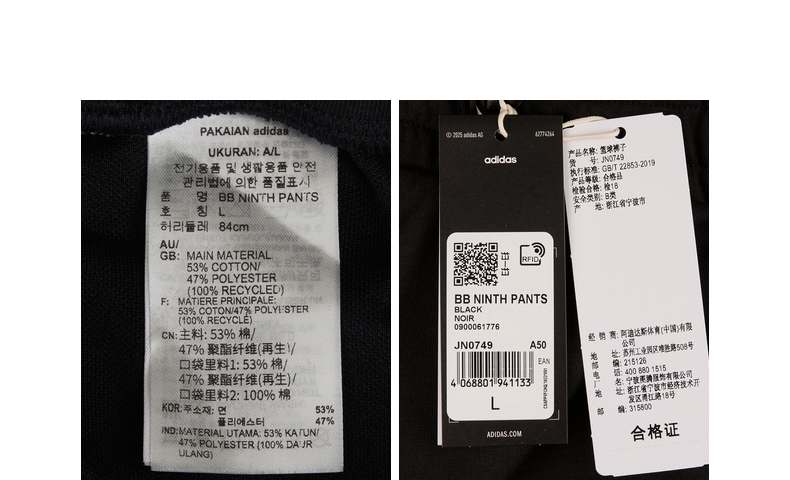 PAKAIAN adidas
UKURAN: A/L
전기용품 및 생활용품 안전
관리법에 의한 품질표시
품 명 BB NINTH PANTS
호 칭 L
허리둘레 84cm
AU/
GB: MAIN MATERIAL
53% COTTON/
47% POLYESTER
(100% RECYCLED)
F: MATIERE PRINCIPALE:
53% COTON/47% POLYESTER
(100% RECYCLE)
CN: 主料: 53% 棉/
47% 聚酯纤维(再生)/
口袋里料1: 53% 棉/
47% 聚酯纤维(再生)/
口袋里料2: 100% 棉
KOR: 주소재: 면 53%
폴리에스터 47%
IND: MATERIAL UTAMA: 53% KATUN/
47% POLYESTER (100% DAUR
ULANG)
© 2025 adidas AG 62774264
adidas
RFID
BB NINTH PANTS
BLACK
NOIR
0900061776
JN0749 A50
EAN
4 068801 941133
L
ADIDAS.COM
产品名称: 篮球裤子
货 号: JN0749
执行标准: GB/T 22853-2019
产品等级: 合格品
检验合格: 检18
安全类别: B类
产 地: 浙江省宁波市
经 销 商: 阿迪达斯体育(中国)有限
公司
地 址: 苏州工业园区唯胜路508号
邮 编: 215126
电 话: 400 880 1515
厂 名: 宁波甬腾服饰有限公司
地 址: 浙江省宁波市经济技术开
发区甬江路18号
邮 编: 315800
合格证